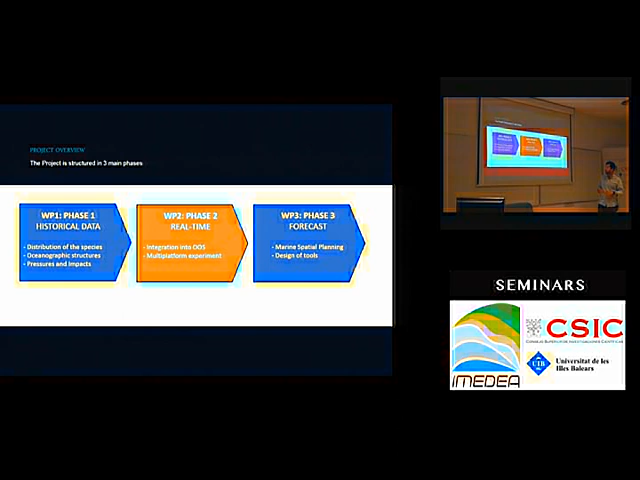 PROJECT OVERVIEW
The Project is structured in 3 main phases
WP1: PHASE 1
HISTORICAL DATA
- Distribution of the species
- Oceanographic structures
- Pressures and Impacts
WP2: PHASE 2
REAL-TIME
- Integration into OOS
- Multiplatform experiment
WP3: PHASE 3
FORECAST
- Marine Spatial Planning
- Design of tools
SEMINARS
IMEDEA
CSIC
CONSEJO SUPERIOR DE INVESTIGACIONES CIENTÍFICAS
UIB
Universitat de les
Illes Balears